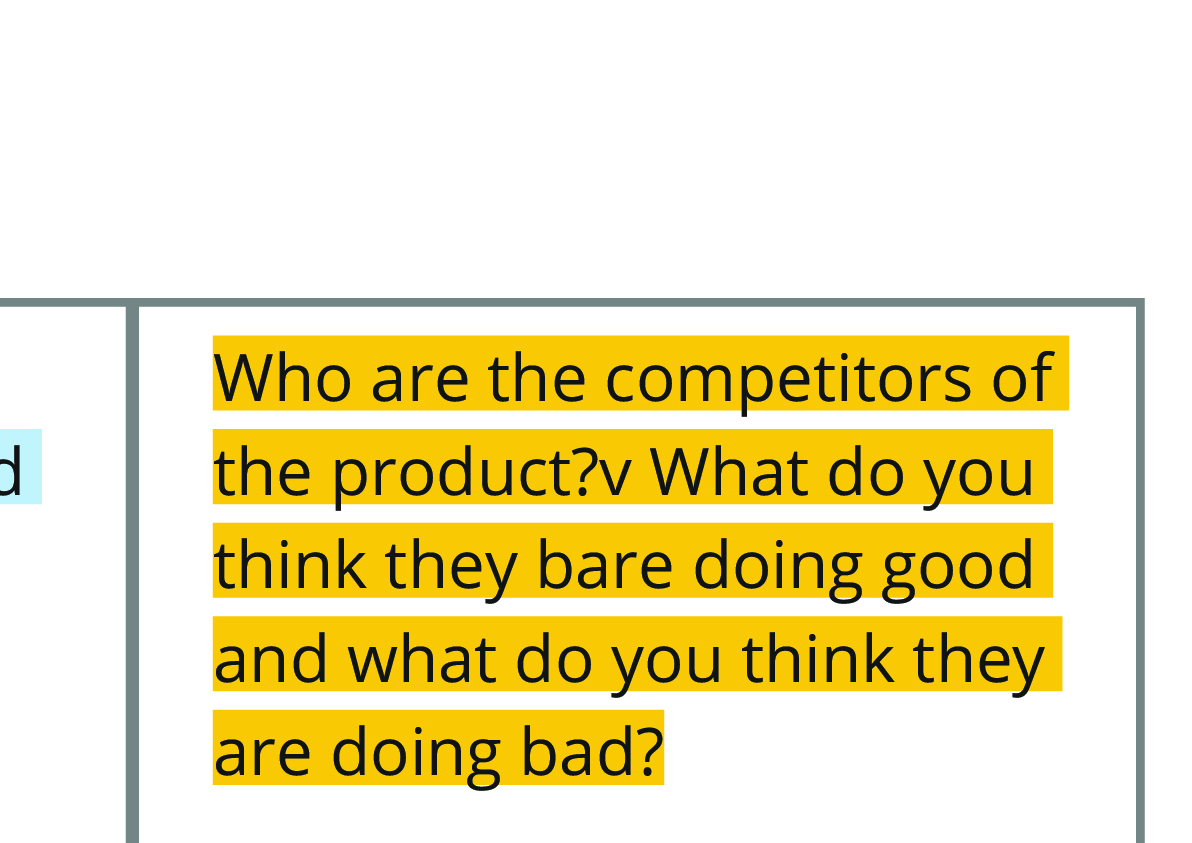 Who are the competitors of
the product?v What do you
think they bare doing good
and what do you think they
are doing bad?
d